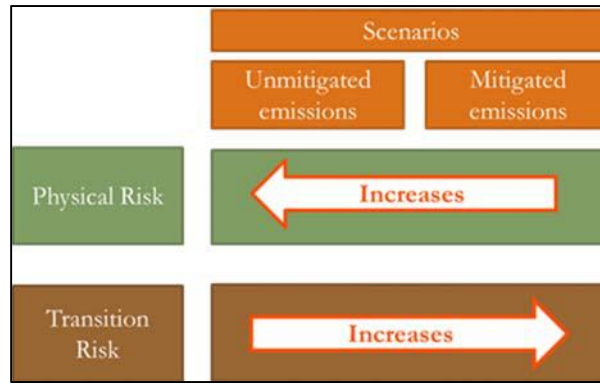 Scenarios
Unmitigated
emissions
Mitigated
emissions
Physical Risk
Increases
Transition
Risk
Increases